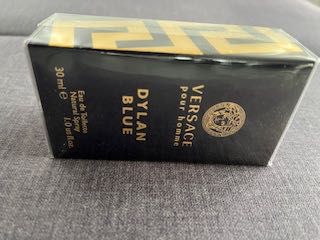 VERSACE
pour homme
DYLAN
BLUE
Eau de Toilette
Natural Spray
30 ml ℮ 1.0 fl.oz.